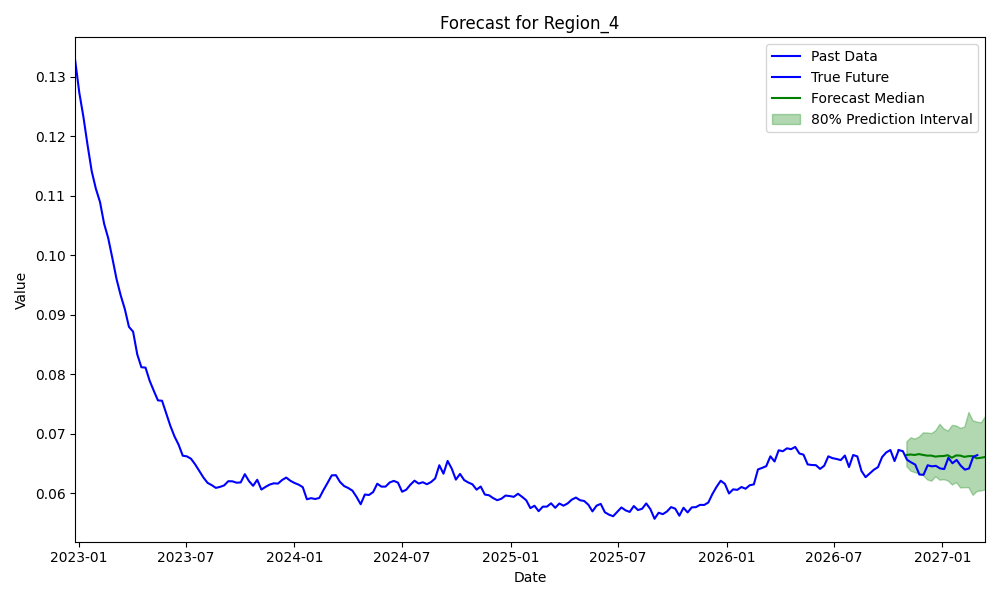 Forecast for Region_4
Past Data
True Future
Forecast Median
80% Prediction Interval
0.13
0.12
0.11
0.10
0.09
0.08
0.07
0.06
Value
2023-01
2023-07
2024-01
2024-07
2025-01
2025-07
2026-01
2026-07
2027-01
Date